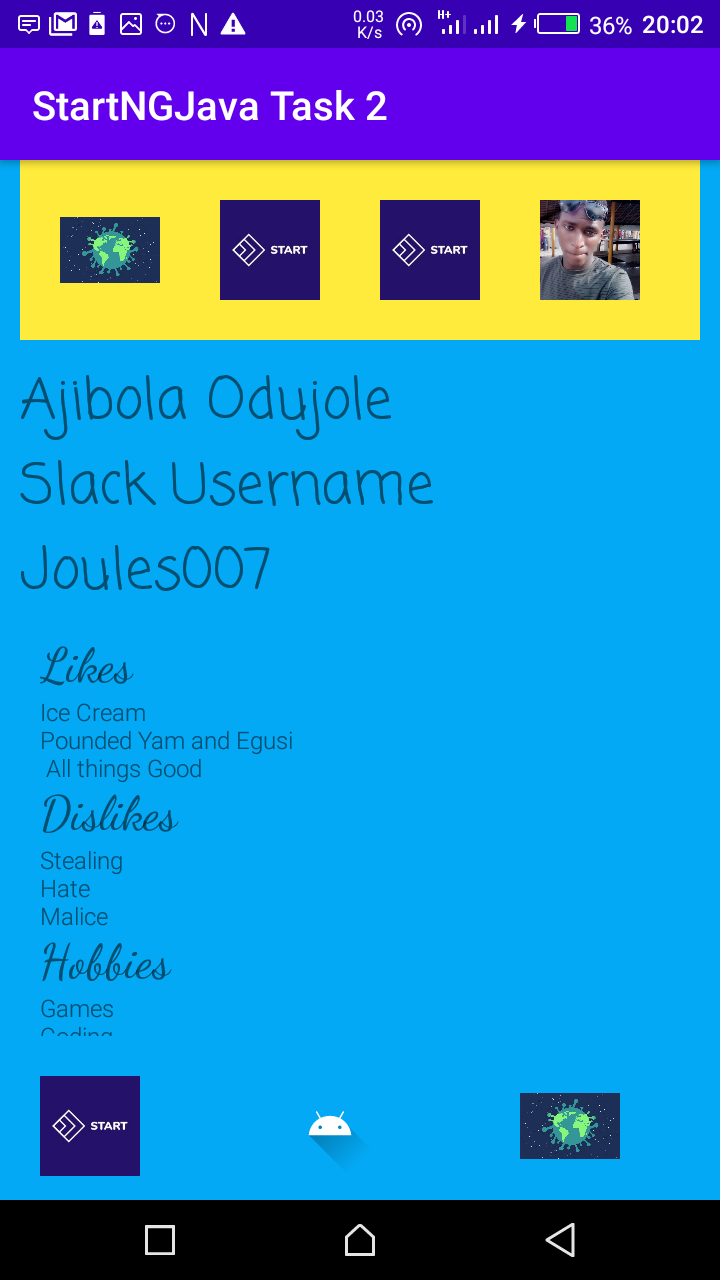 0.03
K/s
H+
36%
20:02
StartNGJava Task 2
START
START
Ajibola Odujole
Slack Username
Joules007
Likes
Ice Cream
Pounded Yam and Egusi
All things Good
Dislikes
Stealing
Hate
Malice
Hobbies
Games
Coding
START